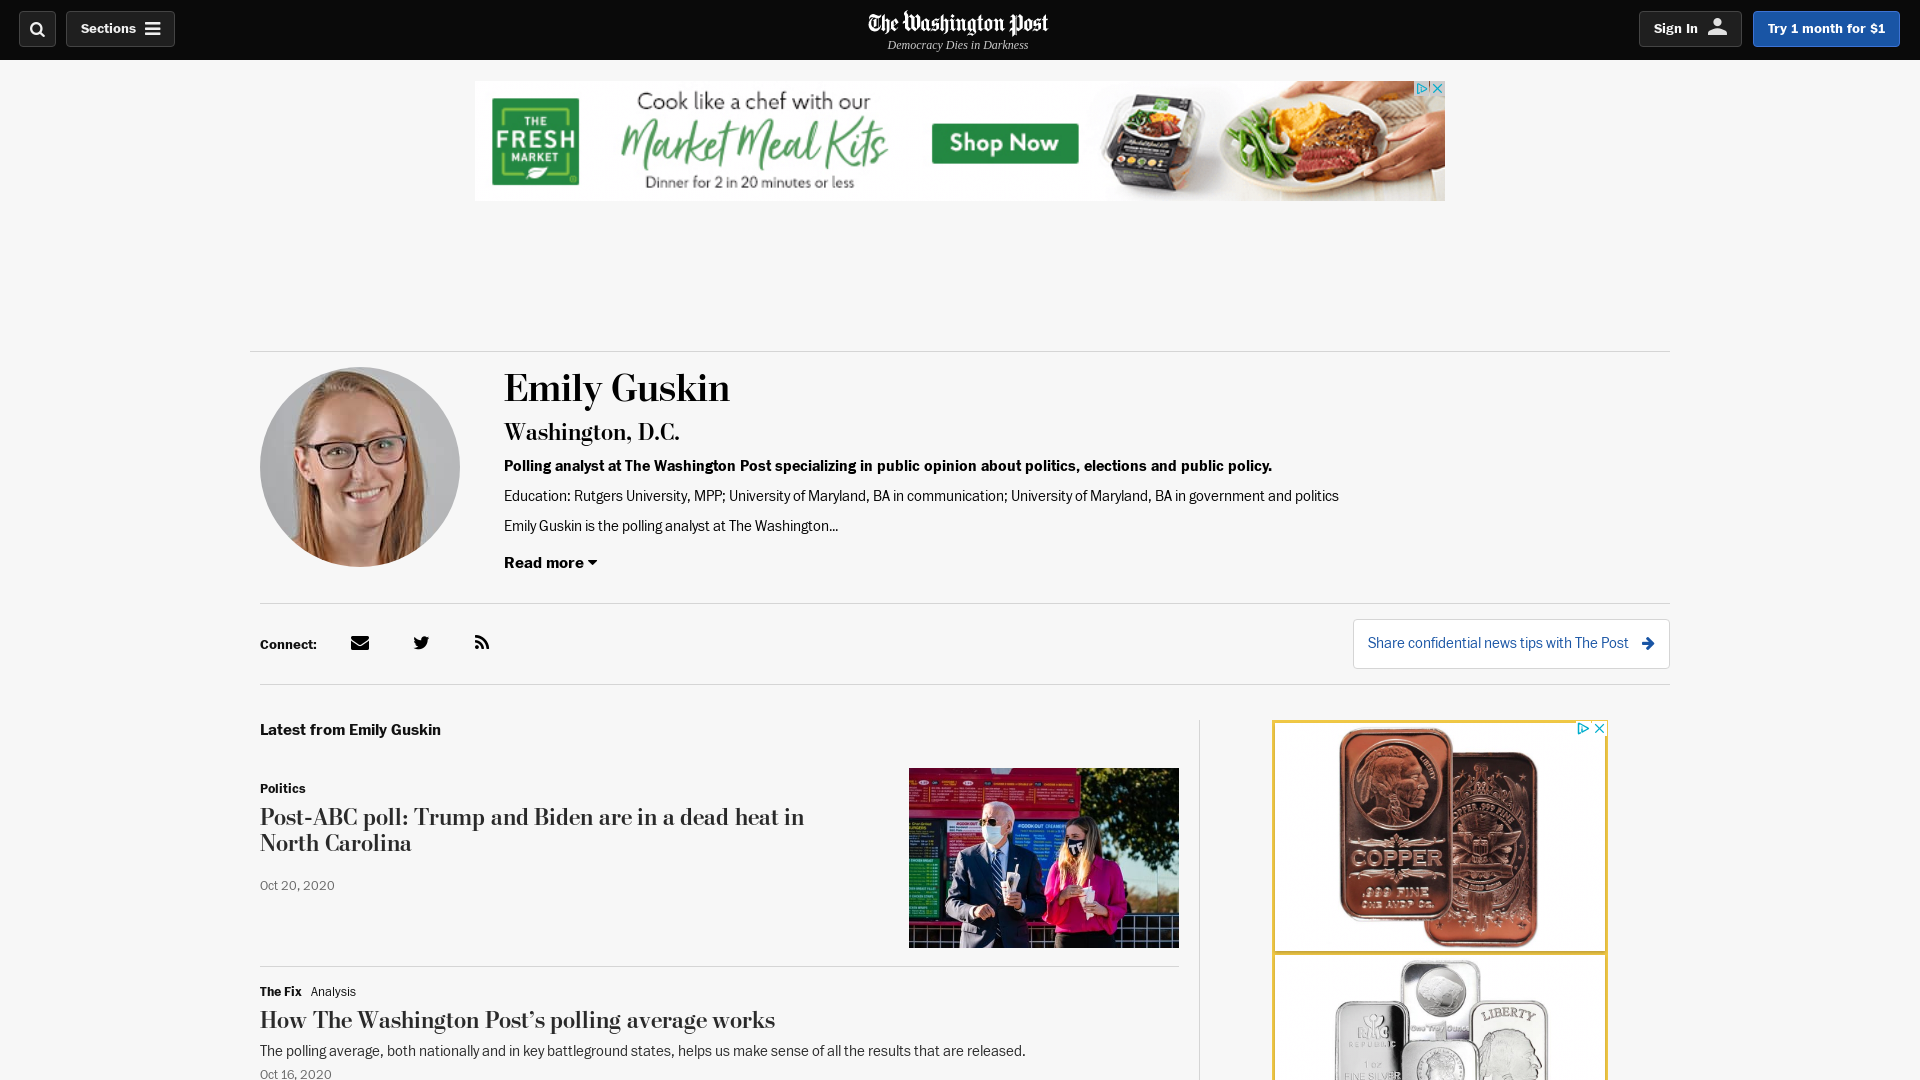 Sections
The Washington Post
Democracy Dies in Darkness
Sign In
Try 1 month for $1
THE
FRESH
MARKET
Cook like a chef with our
Market Meal Kits
Dinner for 2 in 20 minutes or less
Shop Now
Emily Guskin
Washington, D.C.
Polling analyst at The Washington Post specializing in public opinion about politics, elections and public policy.
Education: Rutgers University, MPP; University of Maryland, BA in communication; University of Maryland, BA in government and politics
Emily Guskin is the polling analyst at The Washington...
Read more
Connect:
Share confidential news tips with The Post
Latest from Emily Guskin
Politics
Post-ABC poll: Trump and Biden are in a dead heat in
North Carolina
Oct 20, 2020
The Fix Analysis
How The Washington Post’s polling average works
The polling average, both nationally and in key battleground states, helps us make sense of all the results that are released.
Oct 16, 2020
LIBERTY
COPPER
.999 FINE
ONE AVDP OZ.
LIBERTY